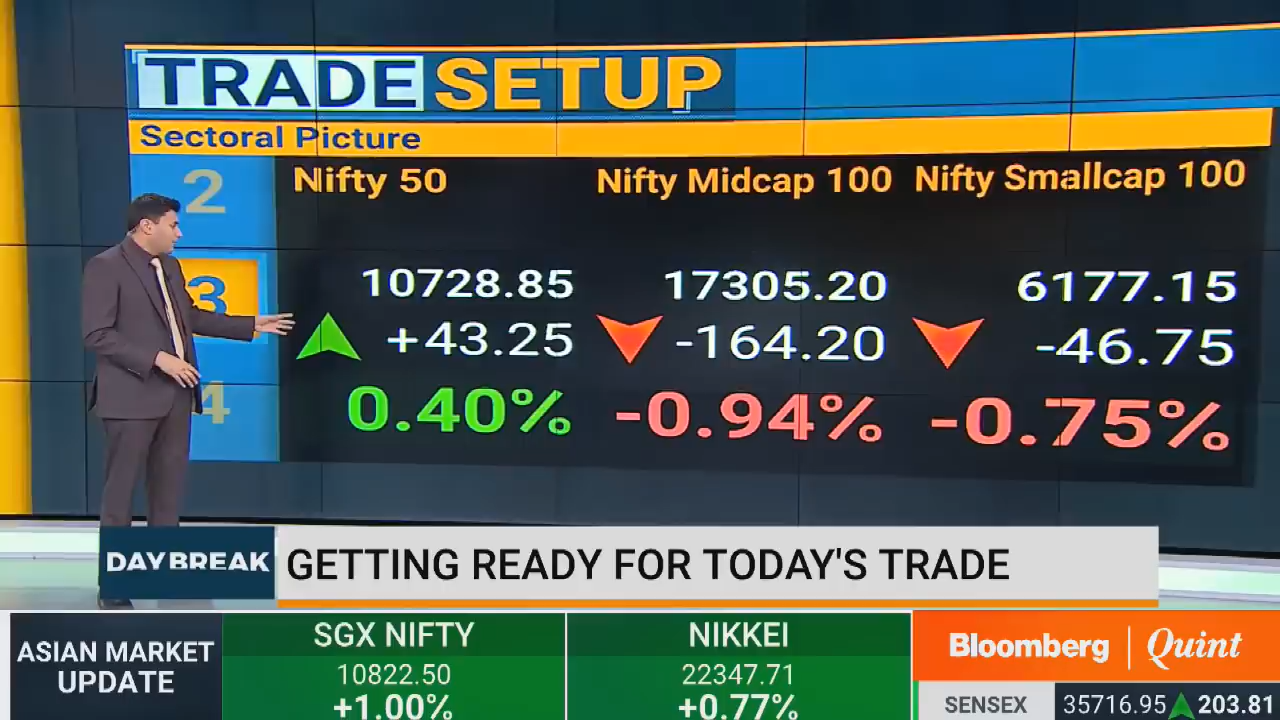 TRADE SETUP
Sectoral Picture
2
3
4
Nifty 50
10728.85
+43.25
0.40%
Nifty Midcap 100
17305.20
-164.20
-0.94%
Nifty Smallcap 100
6177.15
-46.75
-0.75%
DAYBREAK
GETTING READY FOR TODAY'S TRADE
ASIAN MARKET
UPDATE
SGX NIFTY
10822.50
+1.00%
NIKKEI
22347.71
+0.77%
Bloomberg | Quint
SENSEX 35716.95 203.81